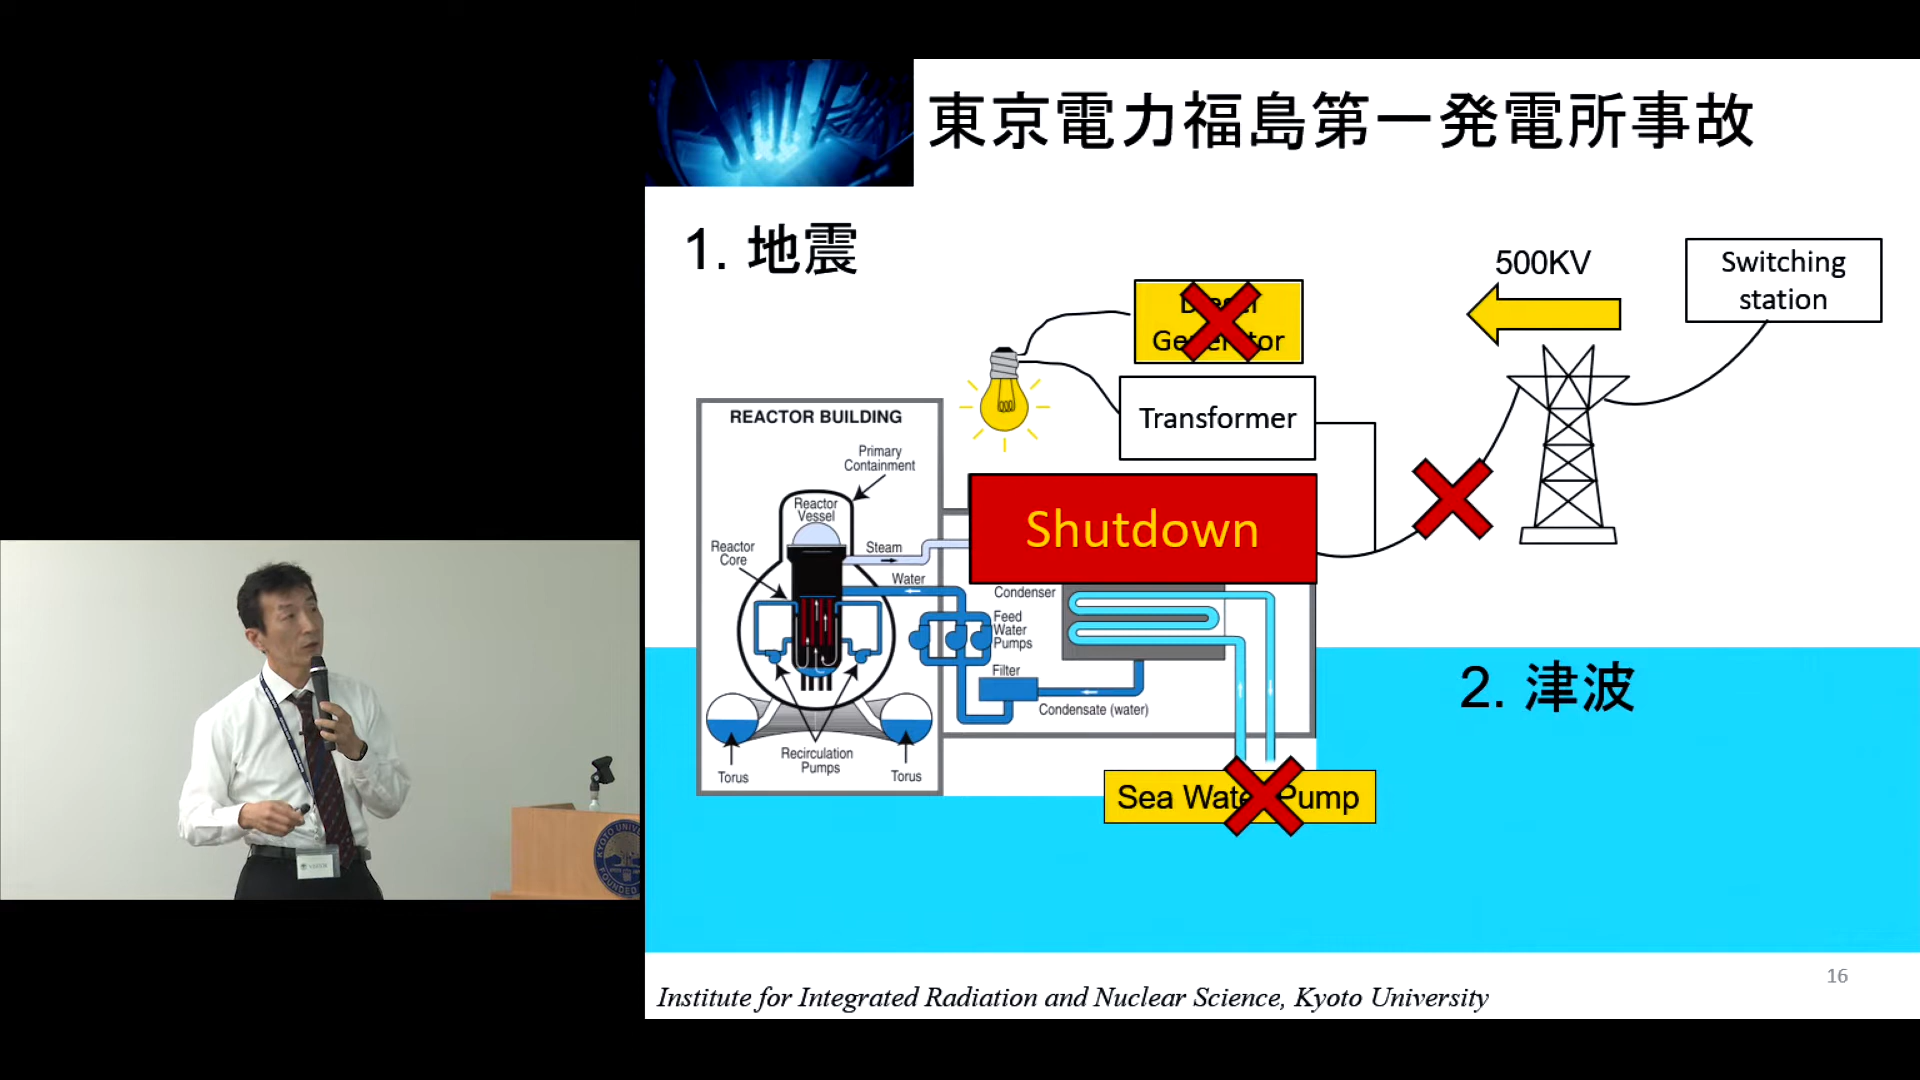 東京電力福島第一発電所事故
1. 地震
500KV
Switching
station
Generator
Transformer
REACTOR BUILDING
Primary
Containment
Reactor
Vessel
Reactor
Core
Steam
Water
Shutdown
Condenser
Feed
Water
Pumps
Filter
Condensate (water)
Recirculation
Pumps
Torus
Torus
2. 津波
Sea Water Pump
16
Institute for Integrated Radiation and Nuclear Science, Kyoto University
KYOTO UNIV
FOUNDED